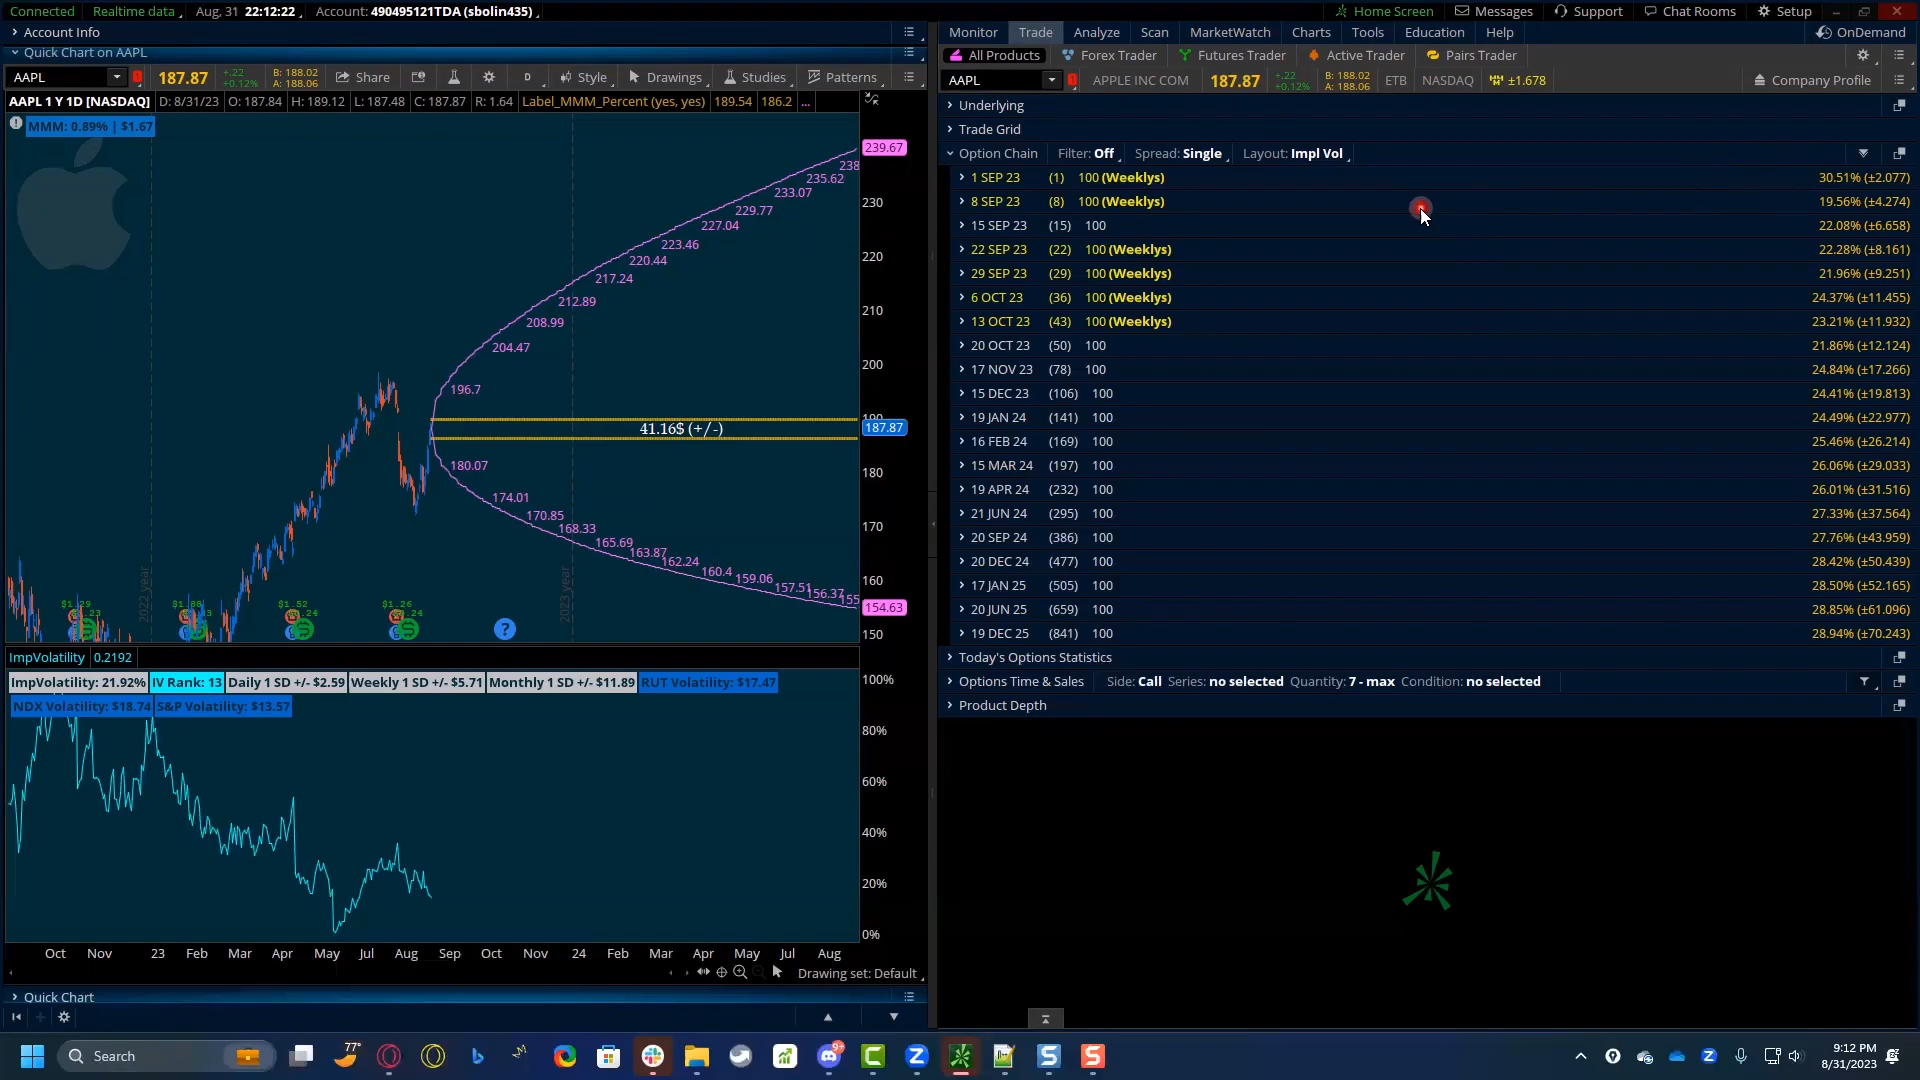 Connected Realtime data Aug, 31 22:12:22 Account: 490495121TDA (sbolin435)
Home Screen Messages Support Chat Rooms Setup
Account Info
Monitor Trade Analyze Scan MarketWatch Charts Tools Education Help OnDemand
Quick Chart on AAPL
All Products Forex Trader Futures Trader Active Trader Pairs Trader
AAPL 187.87 +.22 +0.12% B: 188.02 A: 188.06 Share D Style Drawings Studies Patterns
AAPL APPLE INC COM 187.87 +.22 +0.12% B: 188.02 A: 188.06 ETB NASDAQ ±1.678 Company Profile
AAPL 1 Y 1D [NASDAQ] D: 8/31/23 O: 187.84 H: 189.12 L: 187.48 C: 187.87 R: 1.64 Label_MMM_Percent (yes, yes) 189.54 186.2 ...
MMM: 0.89% | $1.67
239.67
238
235.62
233.07
229.77
227.04
223.46
220.44
217.24
212.89
208.99
204.47
196.7
41.16$ (+/-)
180.07
174.01
170.85
168.33
165.69
163.87
162.24
160.4
159.06
157.51
156.37
155
154.63
230
220
210
200
190
187.87
180
170
160
150
2022 year
2023 year
$1.29
$1.52
.24
$1.26
.24
?
ImpVolatility 0.2192
ImpVolatility: 21.92% IV Rank: 13 Daily 1 SD +/- $2.59 Weekly 1 SD +/- $5.71 Monthly 1 SD +/- $11.89 RUT Volatility: $17.47
NDX Volatility: $18.74 S&P Volatility: $13.57
100%
80%
60%
40%
20%
0%
Oct Nov 23 Feb Mar Apr May Jul Aug Sep Oct Nov 24 Feb Mar Apr May Jul Aug
Drawing set: Default
Quick Chart
Underlying
Trade Grid
Option Chain Filter: Off Spread: Single Layout: Impl Vol
1 SEP 23 (1) 100 (Weeklys) 30.51% (±2.077)
8 SEP 23 (8) 100 (Weeklys) 19.56% (±4.274)
15 SEP 23 (15) 100 22.08% (±6.658)
22 SEP 23 (22) 100 (Weeklys) 22.28% (±8.161)
29 SEP 23 (29) 100 (Weeklys) 21.96% (±9.251)
6 OCT 23 (36) 100 (Weeklys) 24.37% (±11.455)
13 OCT 23 (43) 100 (Weeklys) 23.21% (±11.932)
20 OCT 23 (50) 100 21.86% (±12.124)
17 NOV 23 (78) 100 24.84% (±17.266)
15 DEC 23 (106) 100 24.41% (±19.813)
19 JAN 24 (141) 100 24.49% (±22.977)
16 FEB 24 (169) 100 25.46% (±26.214)
15 MAR 24 (197) 100 26.06% (±29.033)
19 APR 24 (232) 100 26.01% (±31.516)
21 JUN 24 (295) 100 27.33% (±37.564)
20 SEP 24 (386) 100 27.76% (±43.959)
20 DEC 24 (477) 100 28.42% (±50.439)
17 JAN 25 (505) 100 28.50% (±52.165)
20 JUN 25 (659) 100 28.85% (±61.096)
19 DEC 25 (841) 100 28.94% (±70.243)
Today's Options Statistics
Options Time & Sales Side: Call Series: no selected Quantity: 7 - max Condition: no selected
Product Depth
Search 77° 9+ 9:12 PM
8/31/2023